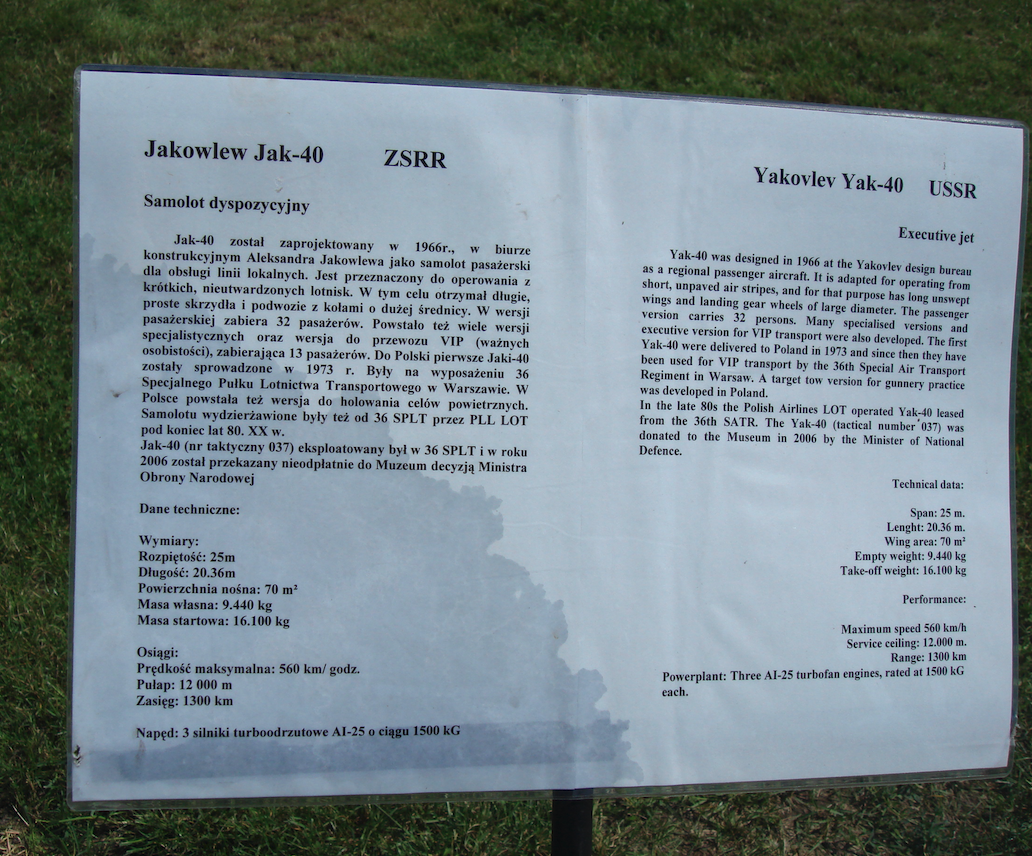 Jakowlew Jak-40 ZSRR
Samolot dyspozycyjny
Jak-40 został zaprojektowany w 1966r., w biurze
konstrukcyjnym Aleksandra Jakowlewa jako samolot pasażerski
dla obsługi linii lokalnych. Jest przeznaczony do operowania z
krótkich, nieutwardzonych lotnisk. W tym celu otrzymał długie,
proste skrzydła i podwozie z kołami o dużej średnicy. W wersji
pasażerskiej zabiera 32 pasażerów. Powstało też wiele wersji
specjalistycznych oraz wersja do przewozu VIP (ważnych
osobistości), zabierająca 13 pasażerów. Do Polski pierwsze Jaki-40
zostały sprowadzone w 1973 r. Były na wyposażeniu 36
Specjalnego Pułku Lotnictwa Transportowego w Warszawie. W
Polsce powstała też wersja do holowania celów powietrznych.
Samolotu wydzierżawione były też od 36 SPLT przez PLL LOT
pod koniec lat 80. XX w.
Jak-40 (nr taktyczny 037) eksploatowany był w 36 SPLT i w roku
2006 został przekazany nieodpłatnie do Muzeum decyzją Ministra
Obrony Narodowej
Dane techniczne:
Wymiary:
Rozpiętość: 25m
Długość: 20.36m
Powierzchnia nośna: 70 m²
Masa własna: 9.440 kg
Masa startowa: 16.100 kg
Osiągi:
Prędkość maksymalna: 560 km/ godz.
Pułap: 12 000 m
Zasięg: 1300 km
Napęd: 3 silniki turboodrzutowe AI-25 o ciągu 1500 kG
Yakovlev Yak-40 USSR
Executive jet
Yak-40 was designed in 1966 at the Yakovlev design bureau
as a regional passenger aircraft. It is adapted for operating from
short, unpaved air stripes, and for that purpose has long unswept
wings and landing gear wheels of large diameter. The passenger
version carries 32 persons. Many specialised versions and
executive version for VIP transport were also developed. The first
Yak-40 were delivered to Poland in 1973 and since then they have
been used for VIP transport by the 36th Special Air Transport
Regiment in Warsaw. A target tow version for gunnery practice
was developed in Poland.
In the late 80s the Polish Airlines LOT operated Yak-40 leased
from the 36th SATR. The Yak-40 (tactical number 037) was
donated to the Museum in 2006 by the Minister of National
Defence.
Technical data:
Span: 25 m.
Lenght: 20.36 m.
Wing area: 70 m²
Empty weight: 9.440 kg
Take-off weight: 16.100 kg
Performance:
Maximum speed 560 km/h
Service ceiling: 12.000 m.
Range: 1300 km
Powerplant: Three AI-25 turbofan engines, rated at 1500 kG
each.